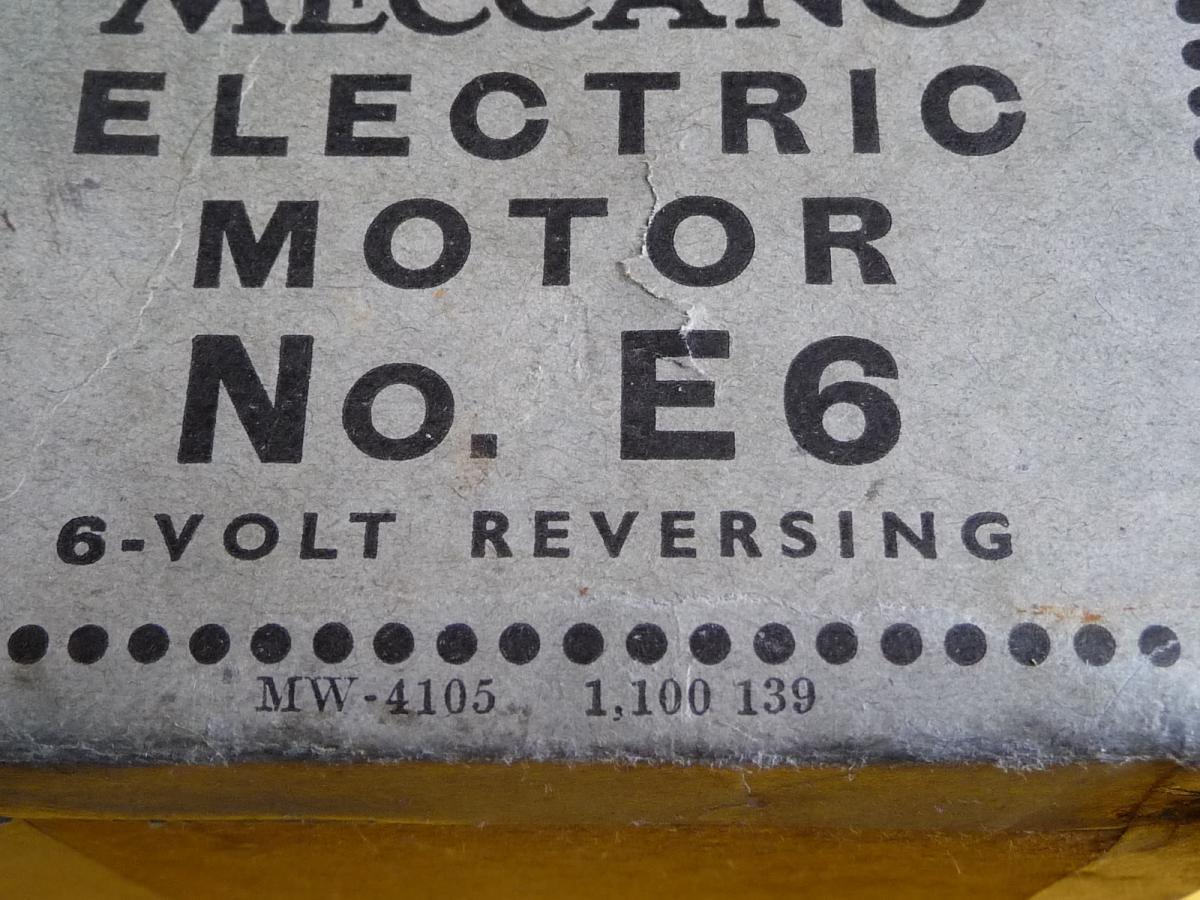 MECCANO
ELECTRIC
MOTOR
No. E6
6-VOLT REVERSING
MW-4105 1,100 139